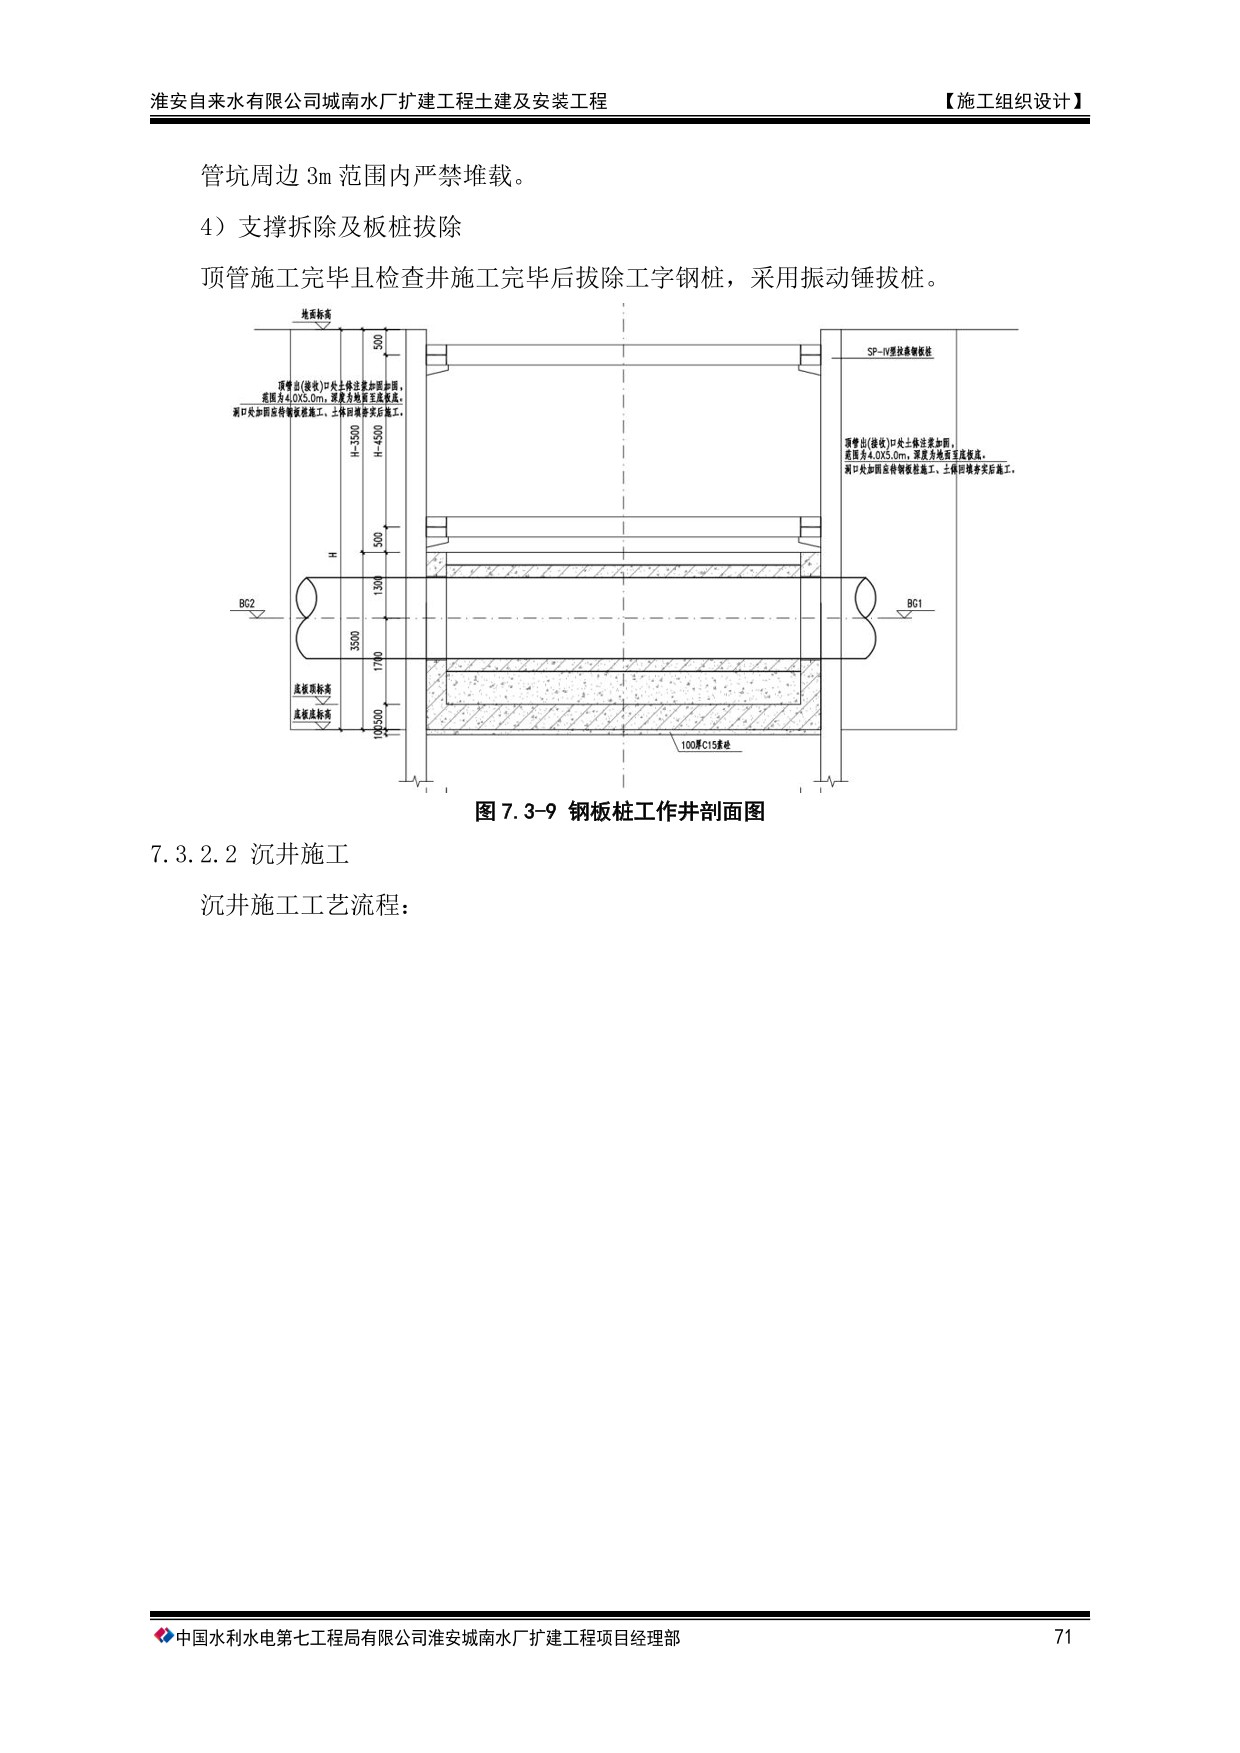 淮安自来水有限公司城南水厂扩建工程土建及安装工程
【施工组织设计】
管坑周边 3m 范围内严禁堆载。
4）支撑拆除及板桩拔除
顶管施工完毕且检查井施工完毕后拔除工字钢桩，采用振动锤拔桩。
地面标高
500
SP-IV型拉森钢板桩
顶管出(接收)口处土体注浆加固加固，
范围为4.0X5.0m，深度为地面至底板底。
洞口处加固应待钢板桩施工、土体回填夯实后施工。
H-3500
H-4500
顶管出(接收)口处土体注浆加固，
范围为4.0X5.0m，深度为地面至底板底。
洞口处加固应待钢板桩施工、土体回填夯实后施工。
500
H
1300
BG2
BG1
3500
1700
底板顶标高
底板底标高
500
100
100厚C15素砼
图 7.3-9 钢板桩工作井剖面图
7.3.2.2 沉井施工
沉井施工工艺流程：
中国水利水电第七工程局有限公司淮安城南水厂扩建工程项目经理部
71